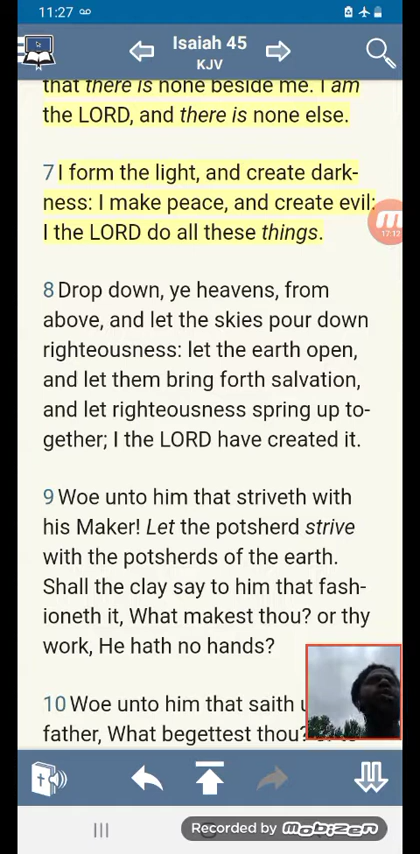 11:27
Isaiah 45
KJV
that there is none beside me. I am
the LORD, and there is none else.
7 I form the light, and create dark-
ness: I make peace, and create evil:
I the LORD do all these things.
17:12
8 Drop down, ye heavens, from
above, and let the skies pour down
righteousness: let the earth open,
and let them bring forth salvation,
and let righteousness spring up to-
gether; I the LORD have created it.
9 Woe unto him that striveth with
his Maker! Let the potsherd strive
with the potsherds of the earth.
Shall the clay say to him that fash-
ioneth it, What makest thou? or thy
work, He hath no hands?
10 Woe unto him that saith
father, What begettest thou?
Recorded by mobizen